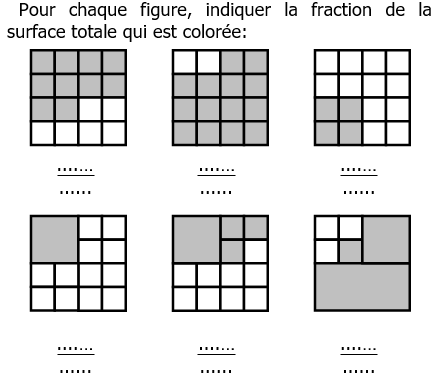 Pour chaque figure, indiquer la fraction de la
surface totale qui est colorée:
....... ....... .......
...... ...... ......
....... ....... .......
...... ...... ......